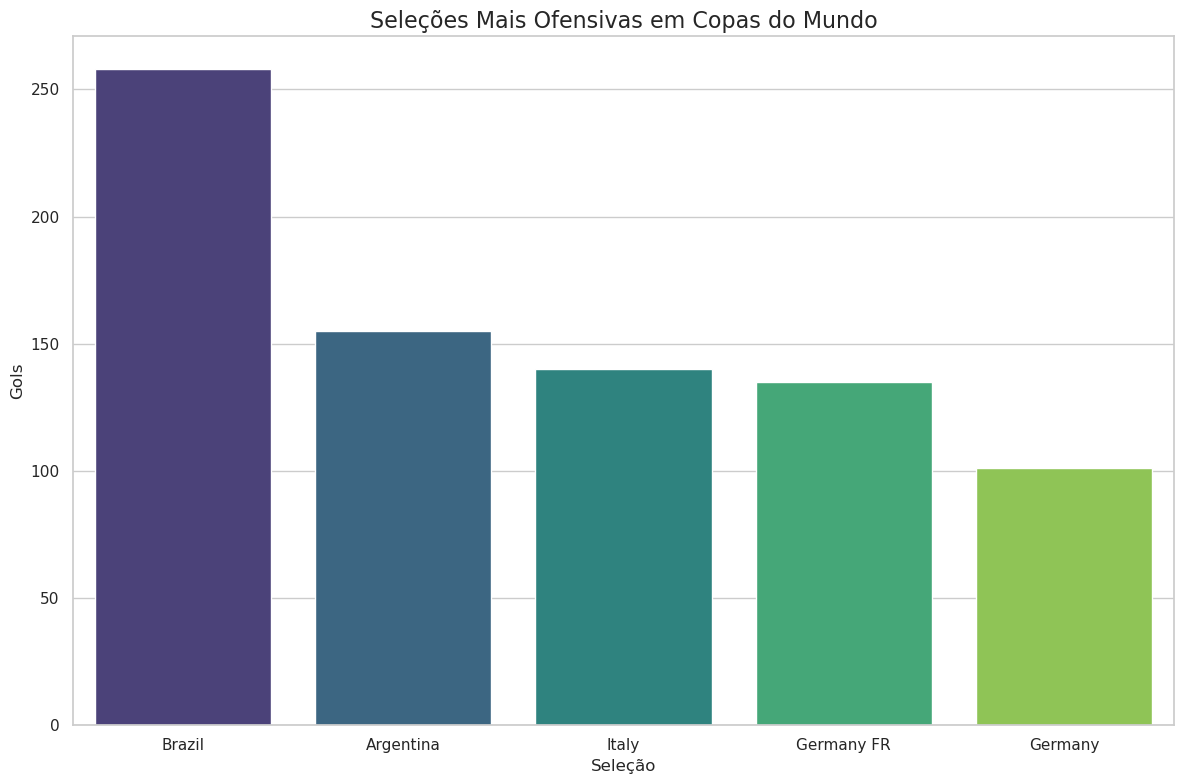 Seleções Mais Ofensivas em Copas do Mundo
Gols
250
200
150
100
50
0
Brazil
Argentina
Italy
Germany FR
Germany
Seleção